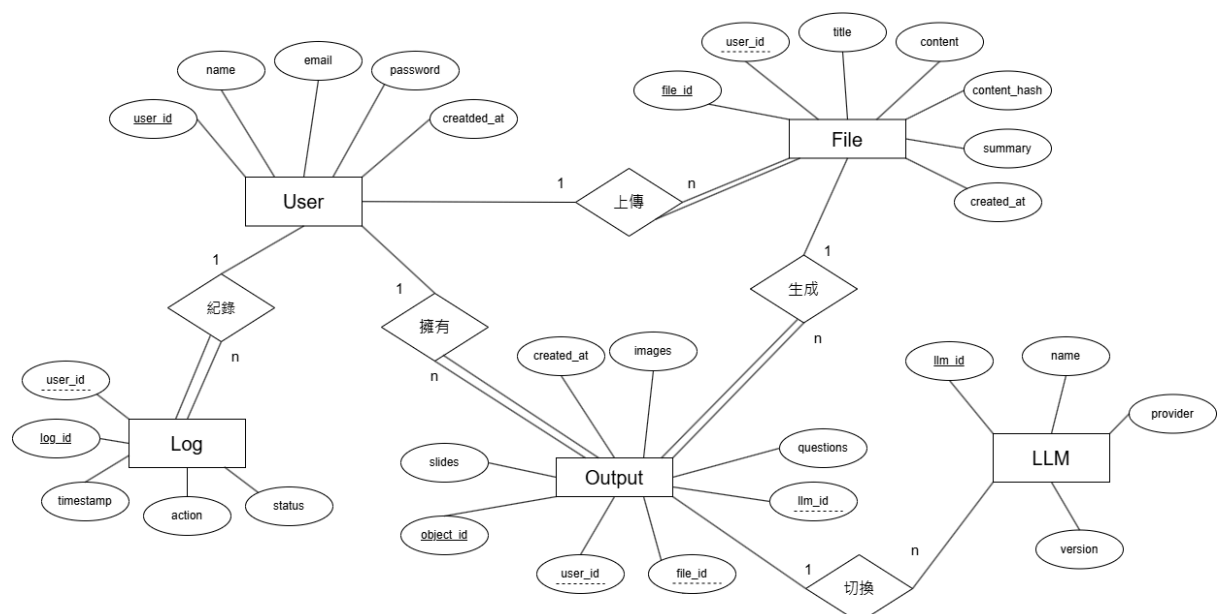 name
email
password
user_id
creatded_at
User
user_id
title
content
file_id
content_hash
File
summary
created_at
1
上傳
n
1
紀錄
n
1
擁有
n
1
生成
n
user_id
log_id
Log
timestamp
action
status
created_at
images
slides
questions
Output
llm_id
object_id
user_id
file_id
1
切換
n
llm_id
name
provider
LLM
version